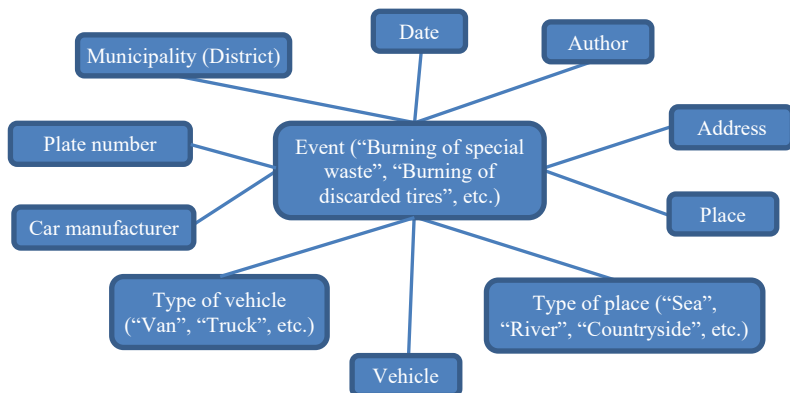 Date
Author
Municipality (District)
Plate number
Event (“Burning of special
waste”, “Burning of
discarded tires”, etc.)
Address
Car manufacturer
Place
Type of vehicle
(“Van”, “Truck”, etc.)
Type of place (“Sea”,
“River”, “Countryside”,
etc.)
Vehicle